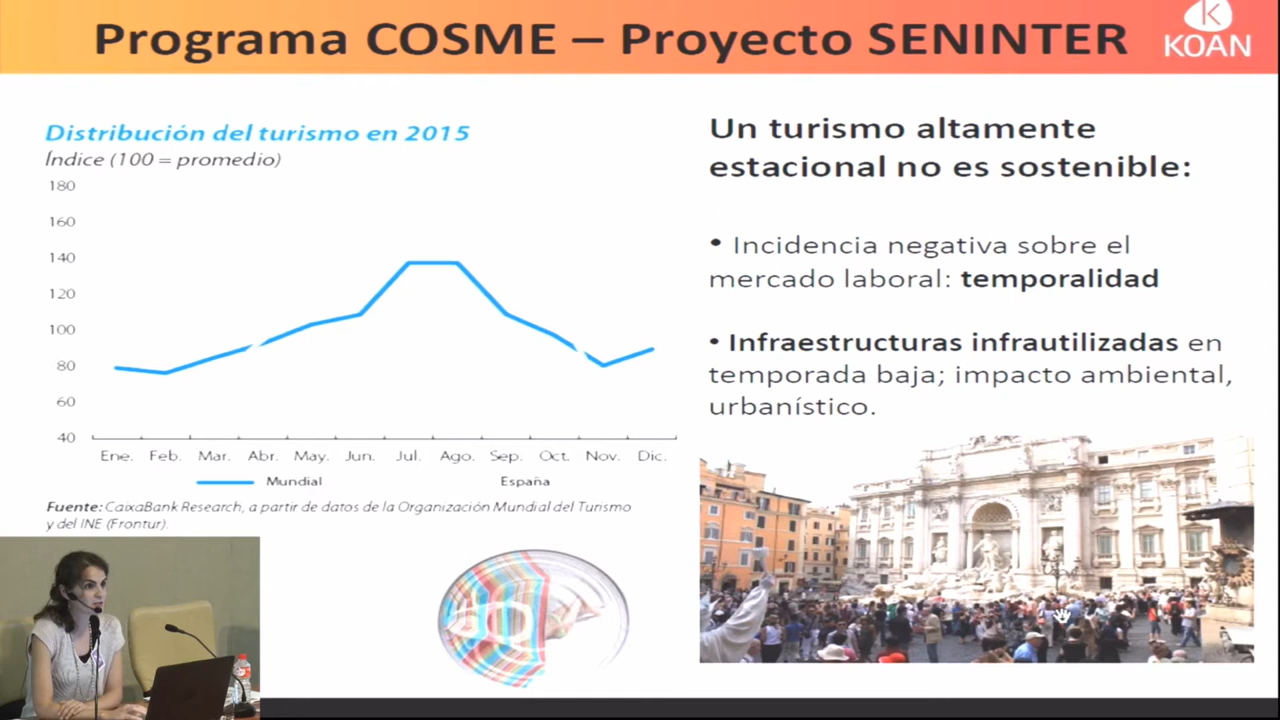 Programa COSME – Proyecto SENINTER
KOAN
Distribución del turismo en 2015
Índice (100 = promedio)
180
160
140
120
100
80
60
40
Ene. Feb. Mar. Abr. May. Jun. Jul. Ago. Sep. Oct. Nov. Dic.
Mundial España
Fuente: CaixaBank Research, a partir de datos de la Organización Mundial del Turismo
y del INE (Frontur).
Un turismo altamente
estacional no es sostenible:
• Incidencia negativa sobre el
mercado laboral: temporalidad
• Infraestructuras infrautilizadas en
temporada baja; impacto ambiental,
urbanístico.